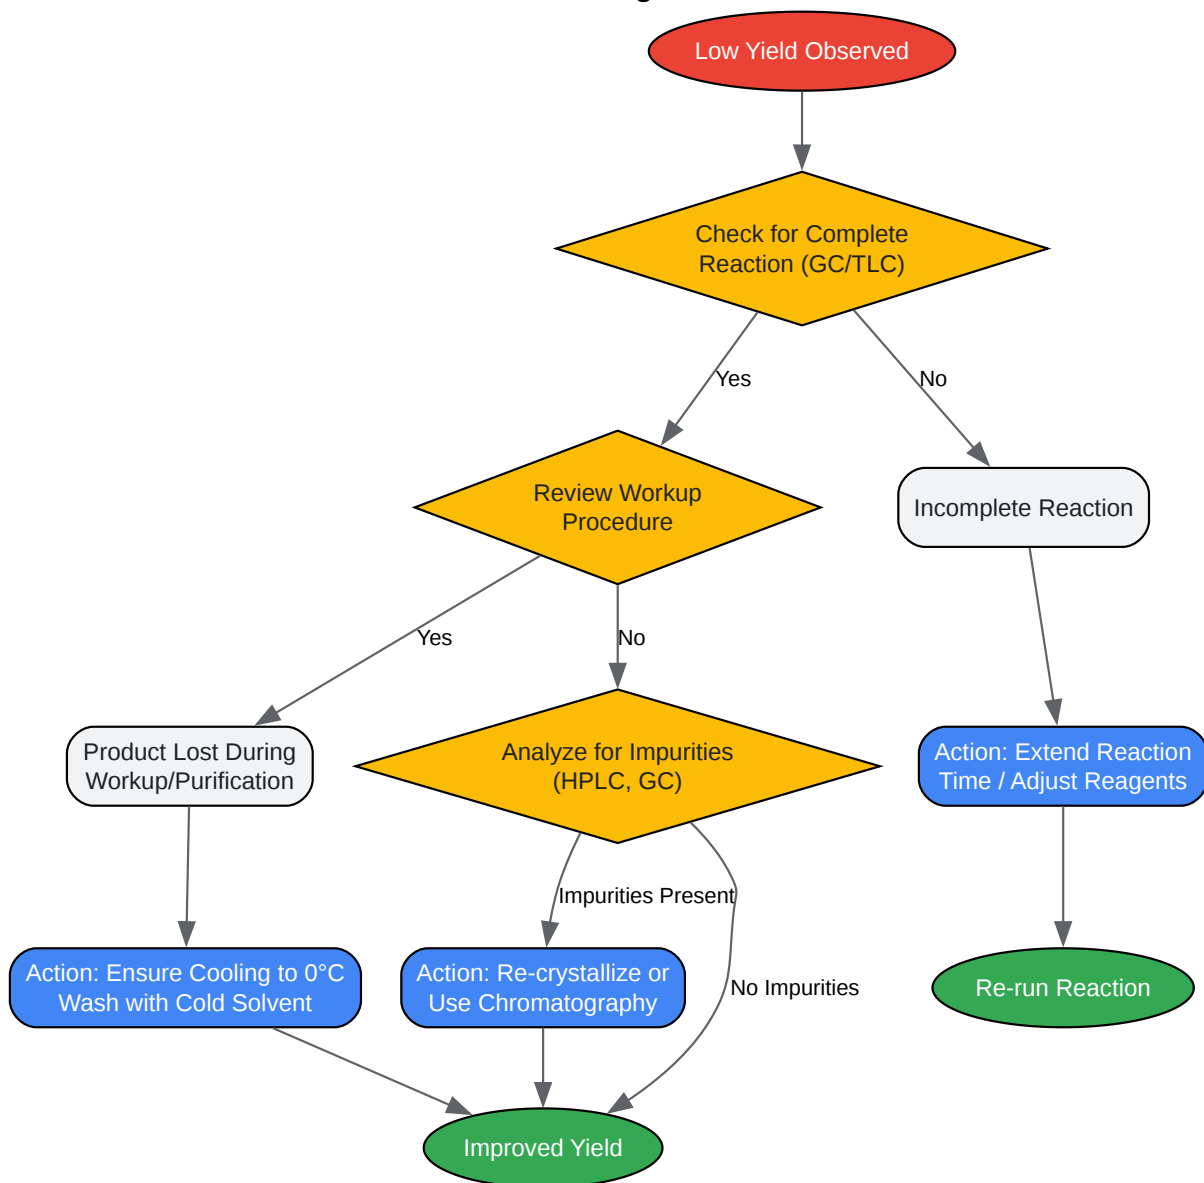 Low Yield Observed
Check for Complete
Reaction (GC/TLC)
Yes
No
Review Workup
Procedure
Incomplete Reaction
Yes
No
Product Lost During
Workup/Purification
Analyze for Impurities
(HPLC, GC)
Action: Extend Reaction
Time / Adjust Reagents
Impurities Present
No Impurities
Action: Ensure Cooling to 0°C
Wash with Cold Solvent
Action: Re-crystallize or
Use Chromatography
Re-run Reaction
Improved Yield